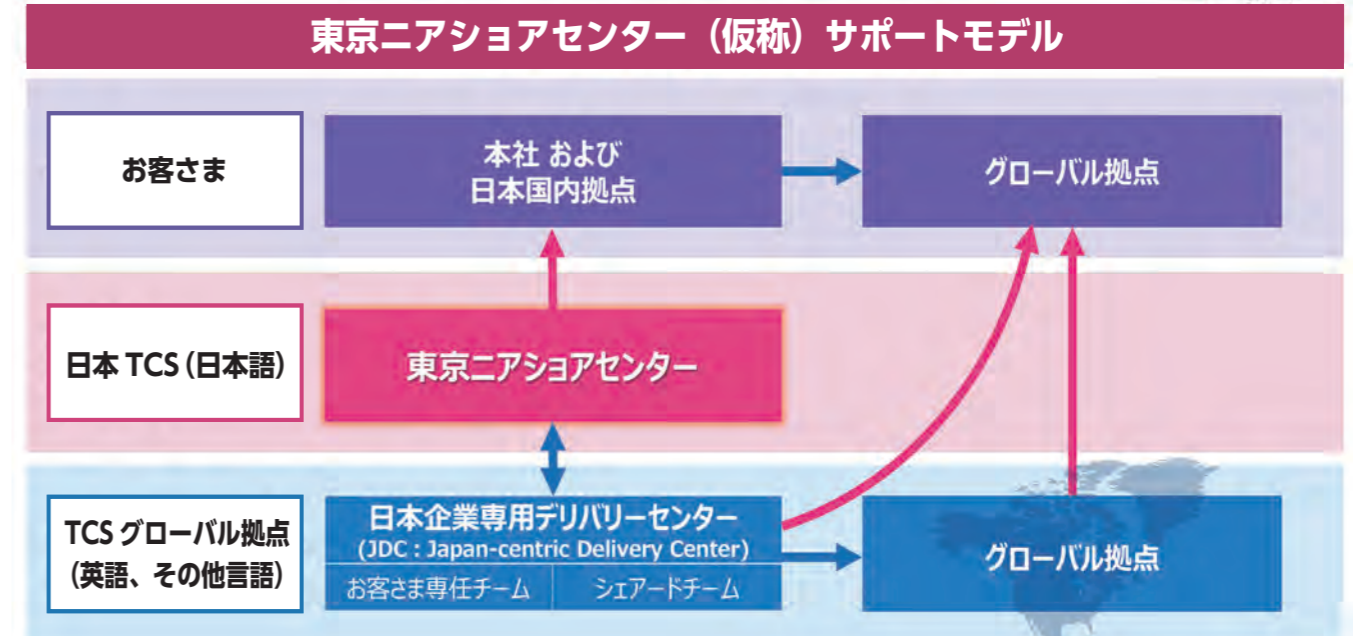 東京ニアショアセンター（仮称）サポートモデル
お客さま
本社 および
日本国内拠点
グローバル拠点
日本 TCS（日本語）
東京ニアショアセンター
TCS グローバル拠点
（英語、その他言語）
日本企業専用デリバリーセンター
(JDC : Japan-centric Delivery Center)
お客さま専任チーム
シェアードチーム
グローバル拠点